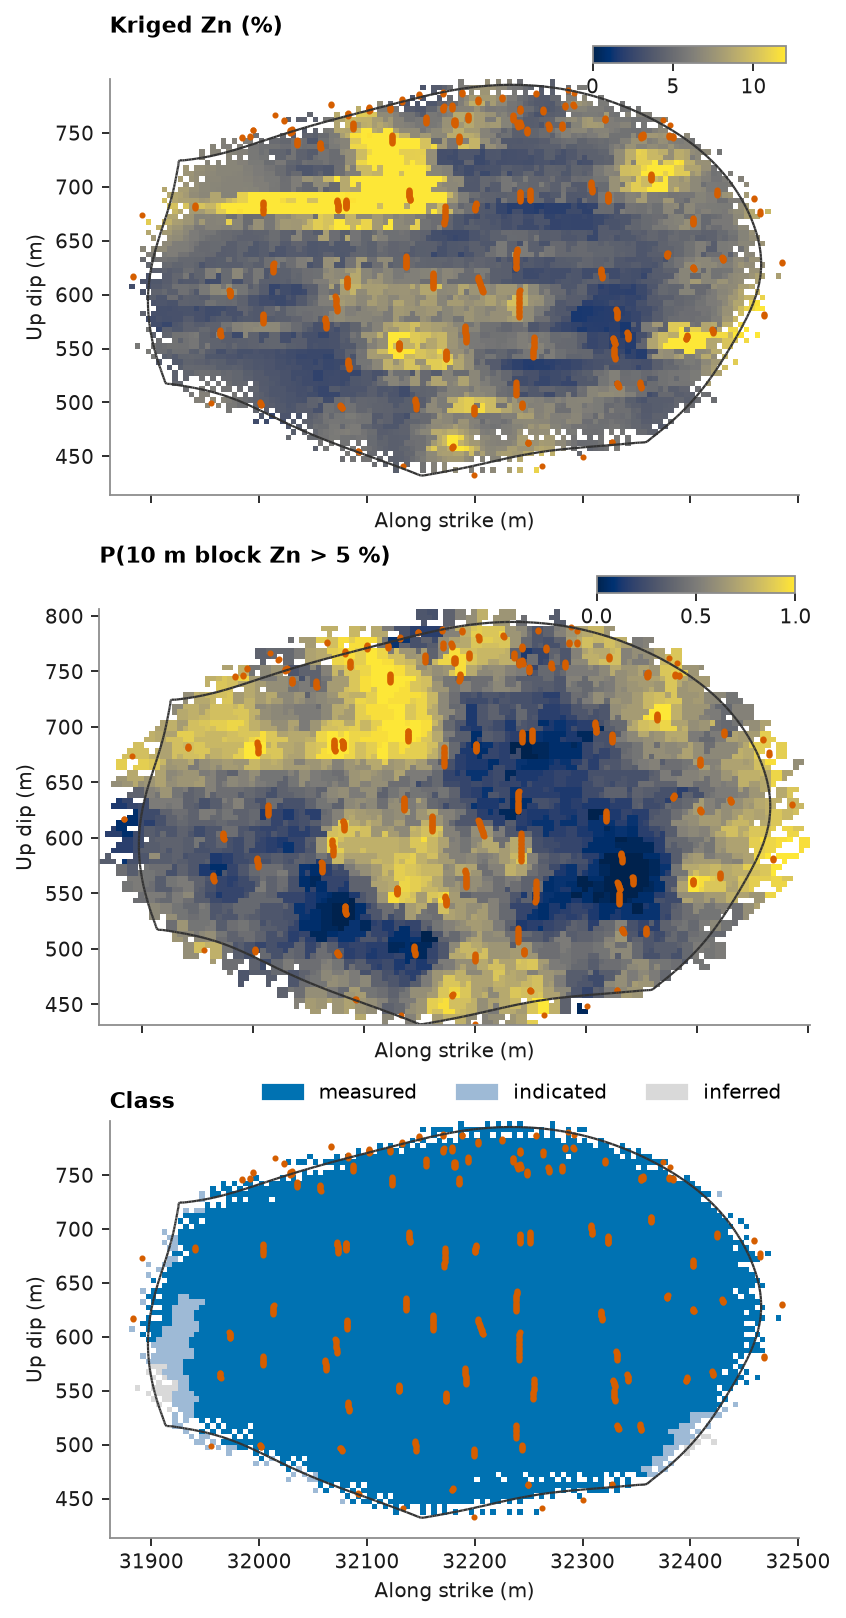 Kriged Zn (%)
0 5 10
750
700
650
600
550
500
450
Up dip (m)
Along strike (m)
P(10 m block Zn > 5 %)
0.0 0.5 1.0
800
750
700
650
600
550
500
450
Up dip (m)
Along strike (m)
Class
measured indicated inferred
750
700
650
600
550
500
450
Up dip (m)
31900 32000 32100 32200 32300 32400 32500
Along strike (m)